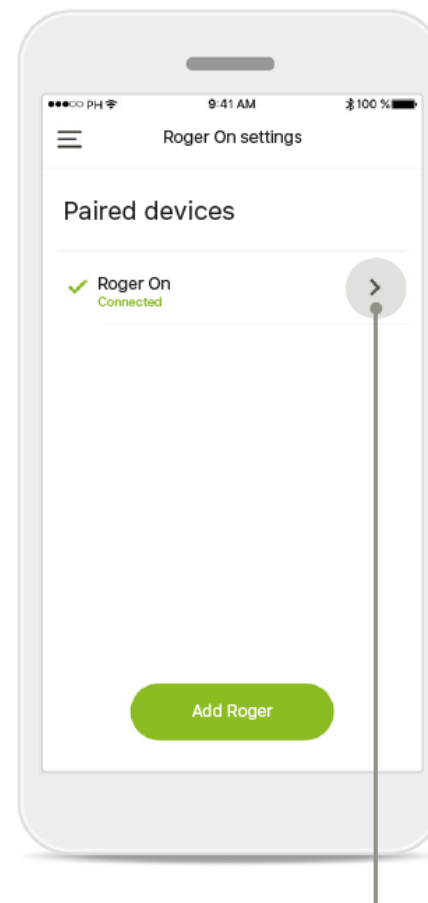 PH 9:41 AM 100 %
Roger On settings
Paired devices
Roger On
Connected
Add Roger